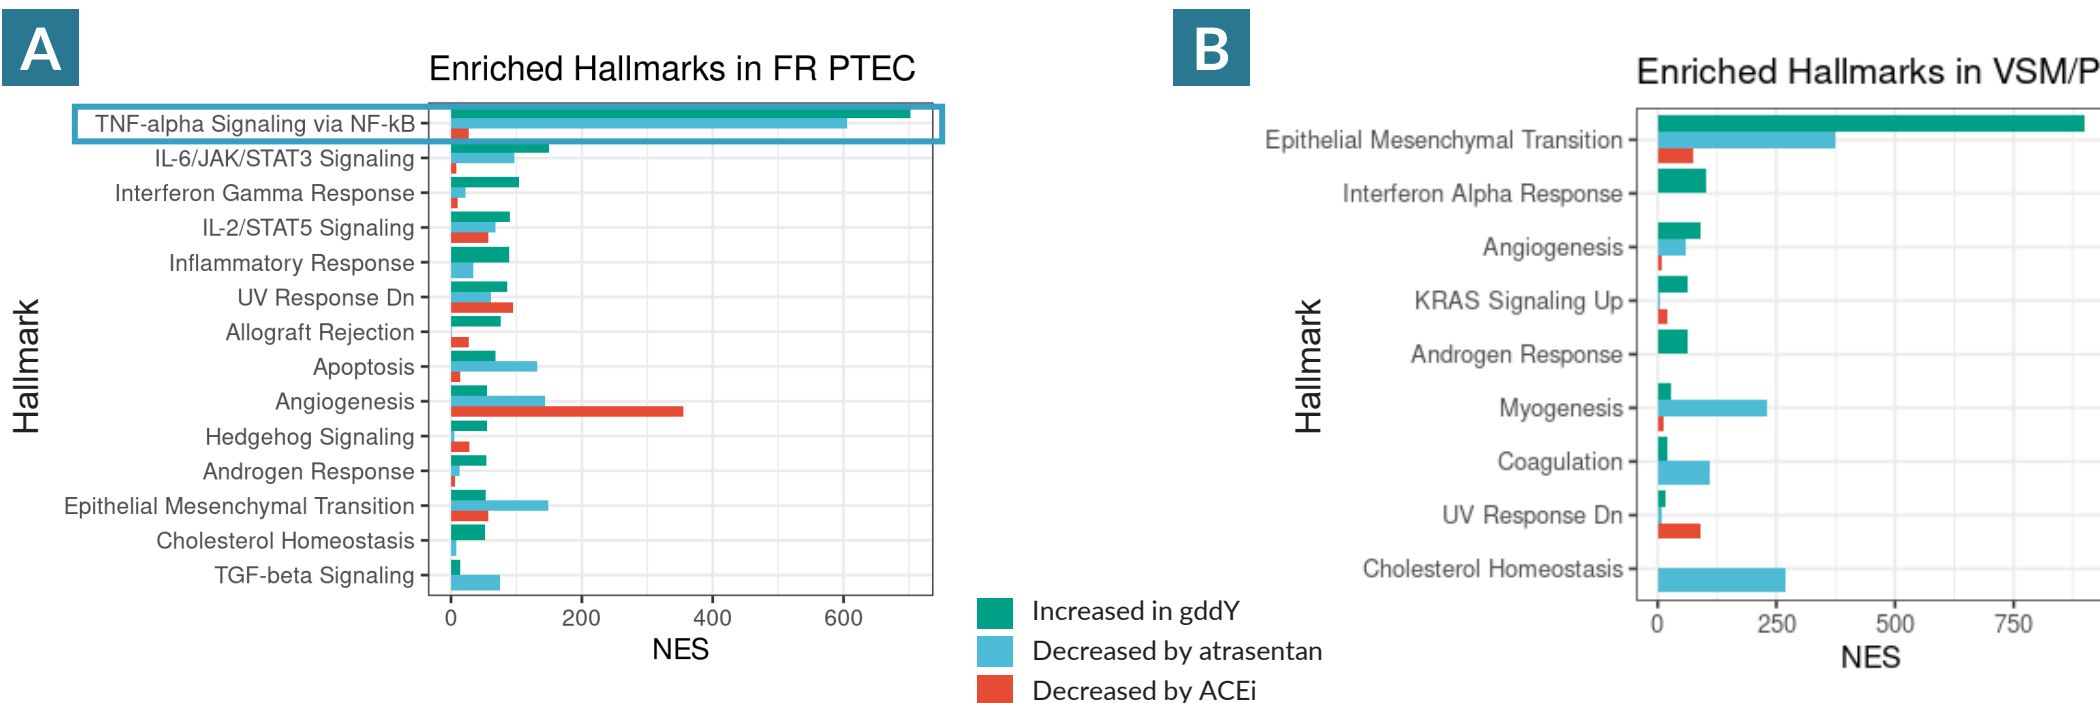 A
Enriched Hallmarks in FR PTEC
Hallmark
TNF-alpha Signaling via NF-kB
IL-6/JAK/STAT3 Signaling
Interferon Gamma Response
IL-2/STAT5 Signaling
Inflammatory Response
UV Response Dn
Allograft Rejection
Apoptosis
Angiogenesis
Hedgehog Signaling
Androgen Response
Epithelial Mesenchymal Transition
Cholesterol Homeostasis
TGF-beta Signaling
0 200 400 600
NES
Increased in gddY
Decreased by atrasentan
Decreased by ACEi
B
Enriched Hallmarks in VSM/P
Hallmark
Epithelial Mesenchymal Transition
Interferon Alpha Response
Angiogenesis
KRAS Signaling Up
Androgen Response
Myogenesis
Coagulation
UV Response Dn
Cholesterol Homeostasis
0 250 500 750
NES